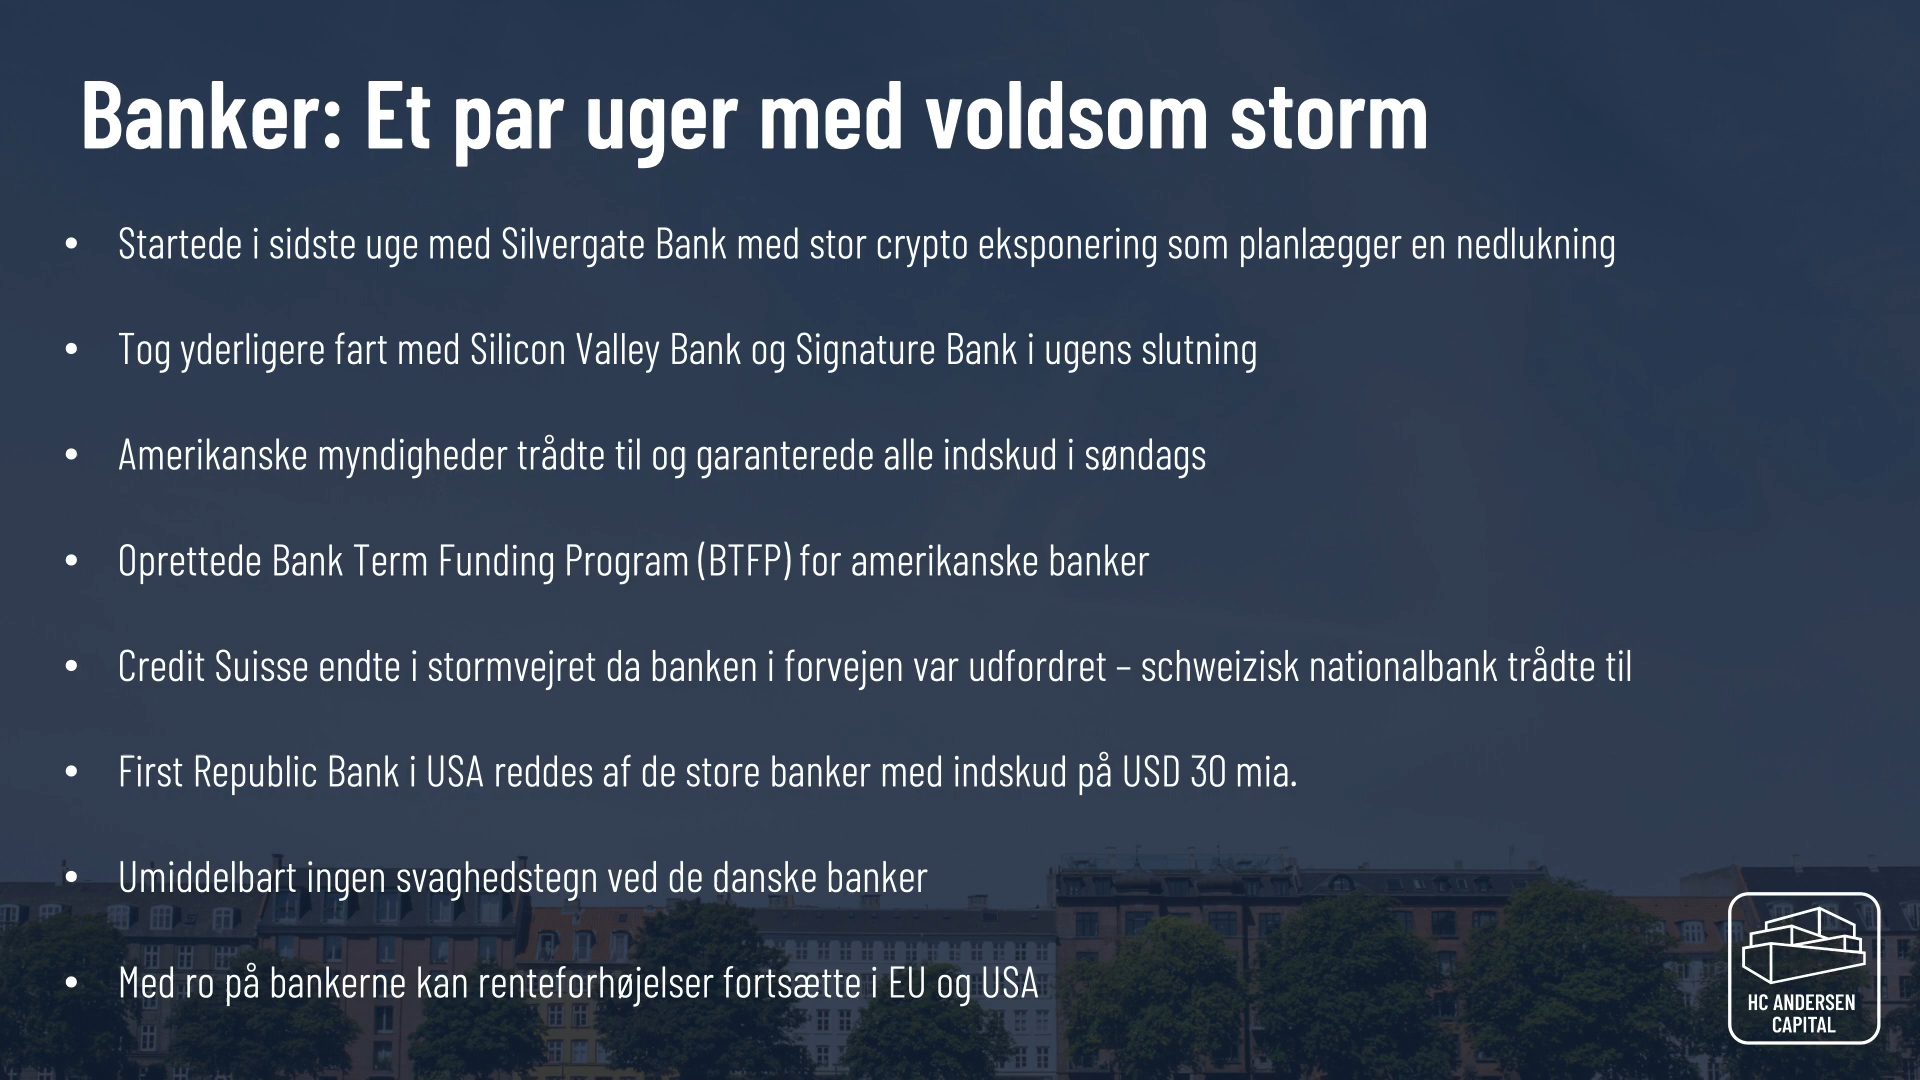 Banker: Et par uger med voldsom storm
• Startede i sidste uge med Silvergate Bank med stor crypto eksponering som planlægger en nedlukning
• Tog yderligere fart med Silicon Valley Bank og Signature Bank i ugens slutning
• Amerikanske myndigheder trådte til og garanterede alle indskud i søndags
• Oprettede Bank Term Funding Program (BTFP) for amerikanske banker
• Credit Suisse endte i stormvejret da banken i forvejen var udfordret – schweizisk nationalbank trådte til
• First Republic Bank i USA reddes af de store banker med indskud på USD 30 mia.
• Umiddelbart ingen svaghedstegn ved de danske banker
• Med ro på bankerne kan renteforhøjelser fortsætte i EU og USA
HC ANDERSEN
CAPITAL